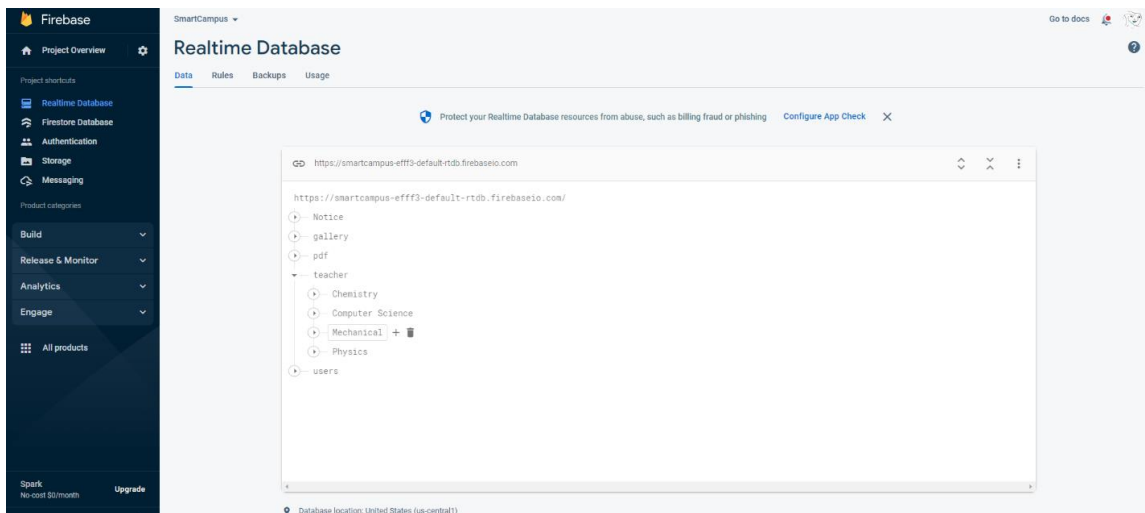 Firebase
Project Overview
Project shortcuts
Realtime Database
Firestore Database
Authentication
Storage
Messaging
Product categories
Build
Release & Monitor
Analytics
Engage
All products
Spark
No-cost $0/month
Upgrade
SmartCampus
Go to docs
Realtime Database
Data Rules Backups Usage
Protect your Realtime Database resources from abuse, such as billing fraud or phishing Configure App Check
https://smartcampus-efff3-default-rtdb.firebaseio.com
https://smartcampus-efff3-default-rtdb.firebaseio.com/
Notice
gallery
pdf
teacher
Chemistry
Computer Science
Mechanical
Physics
users
Database location: United States (us-central1)